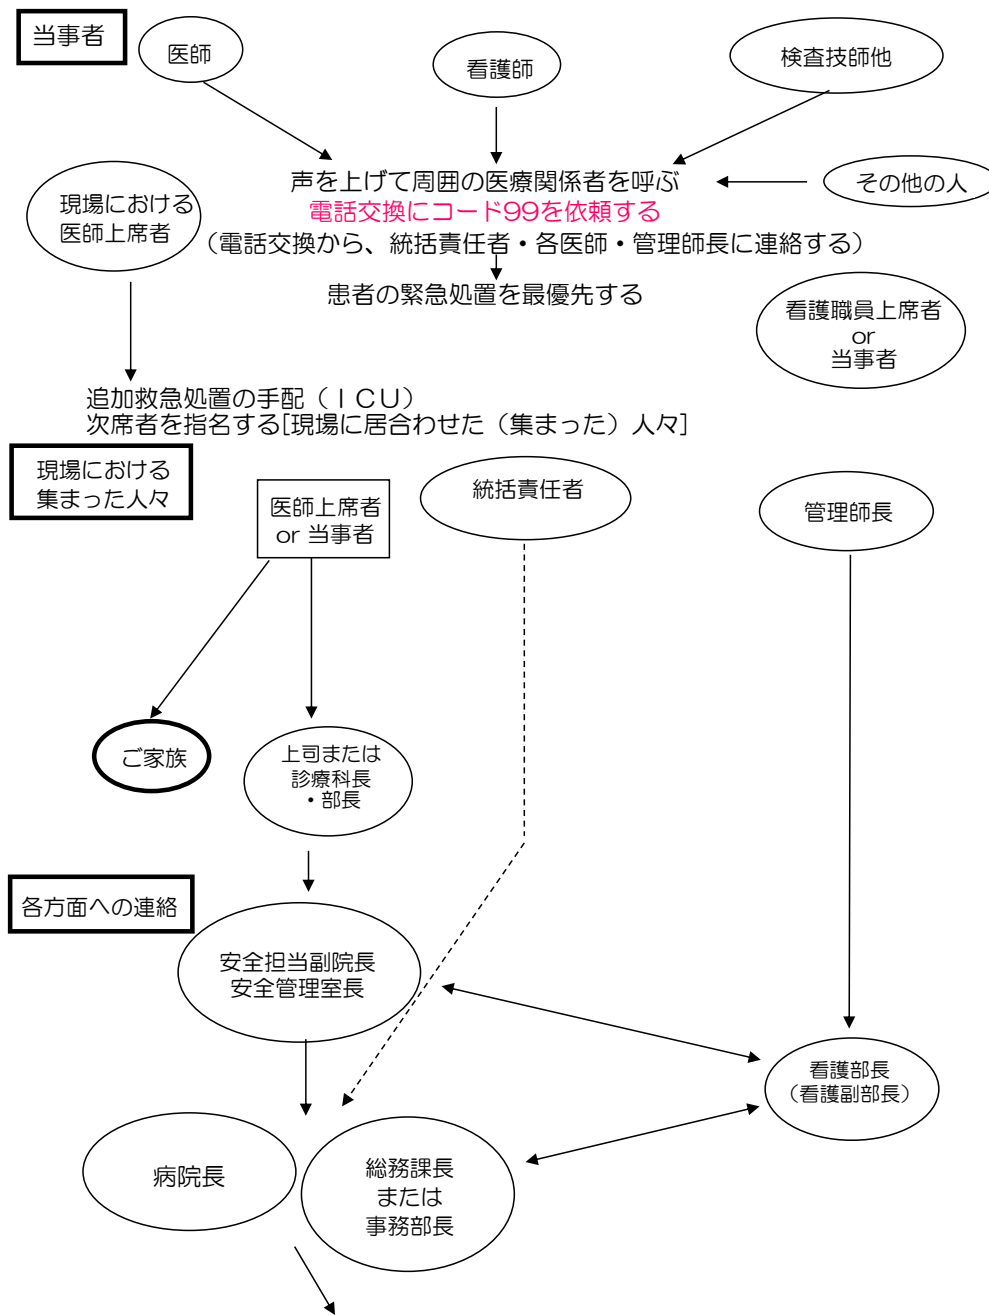 当事者
医師
看護師
検査技師他
声を上げて周囲の医療関係者を呼ぶ
その他の人
現場における
医師上席者
電話交換にコード99を依頼する
（電話交換から、統括責任者・各医師・管理師長に連絡する）
患者の緊急処置を最優先する
看護職員上席者
or
当事者
追加救急処置の手配（ＩＣＵ）
次席者を指名する[現場に居合わせた（集まった）人々]
現場における
集まった人々
医師上席者
or 当事者
統括責任者
管理師長
ご家族
上司または
診療科長
・部長
各方面への連絡
安全担当副院長
安全管理室長
看護部長
（看護副部長）
病院長
総務課長
または
事務部長